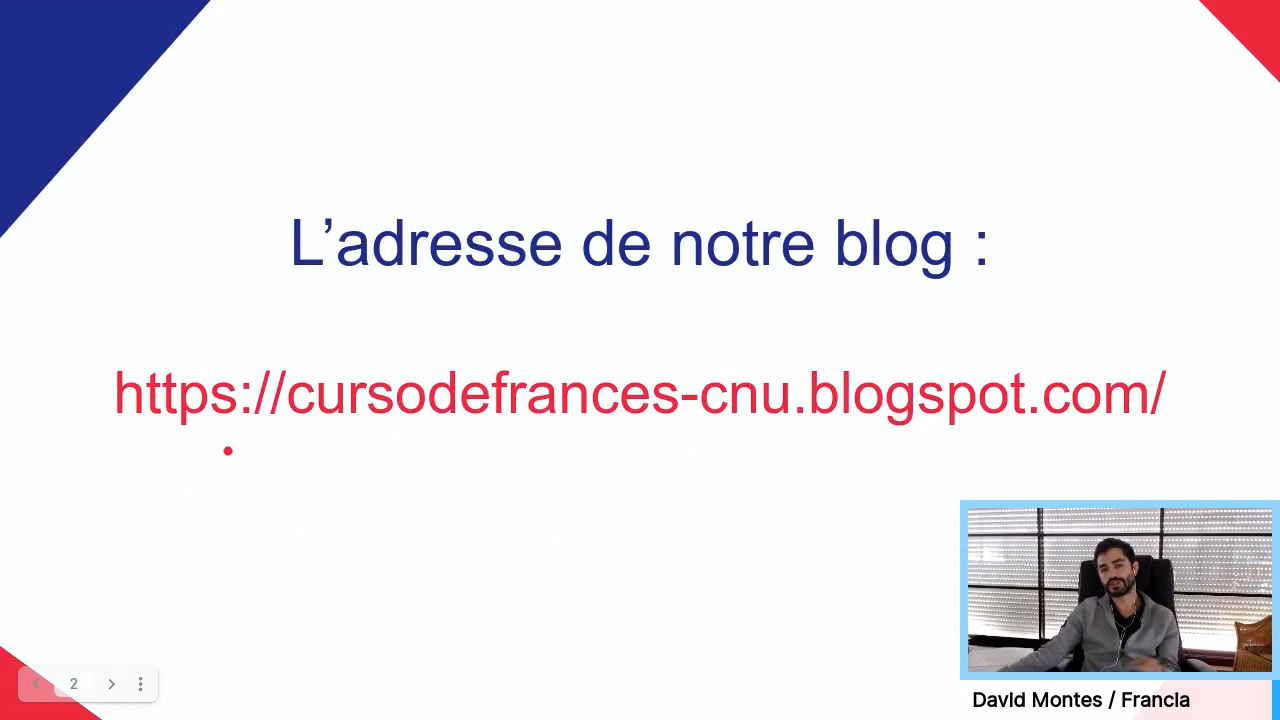 L’adresse de notre blog :
https://cursodefrances-cnu.blogspot.com/
2
David Montes / Francia